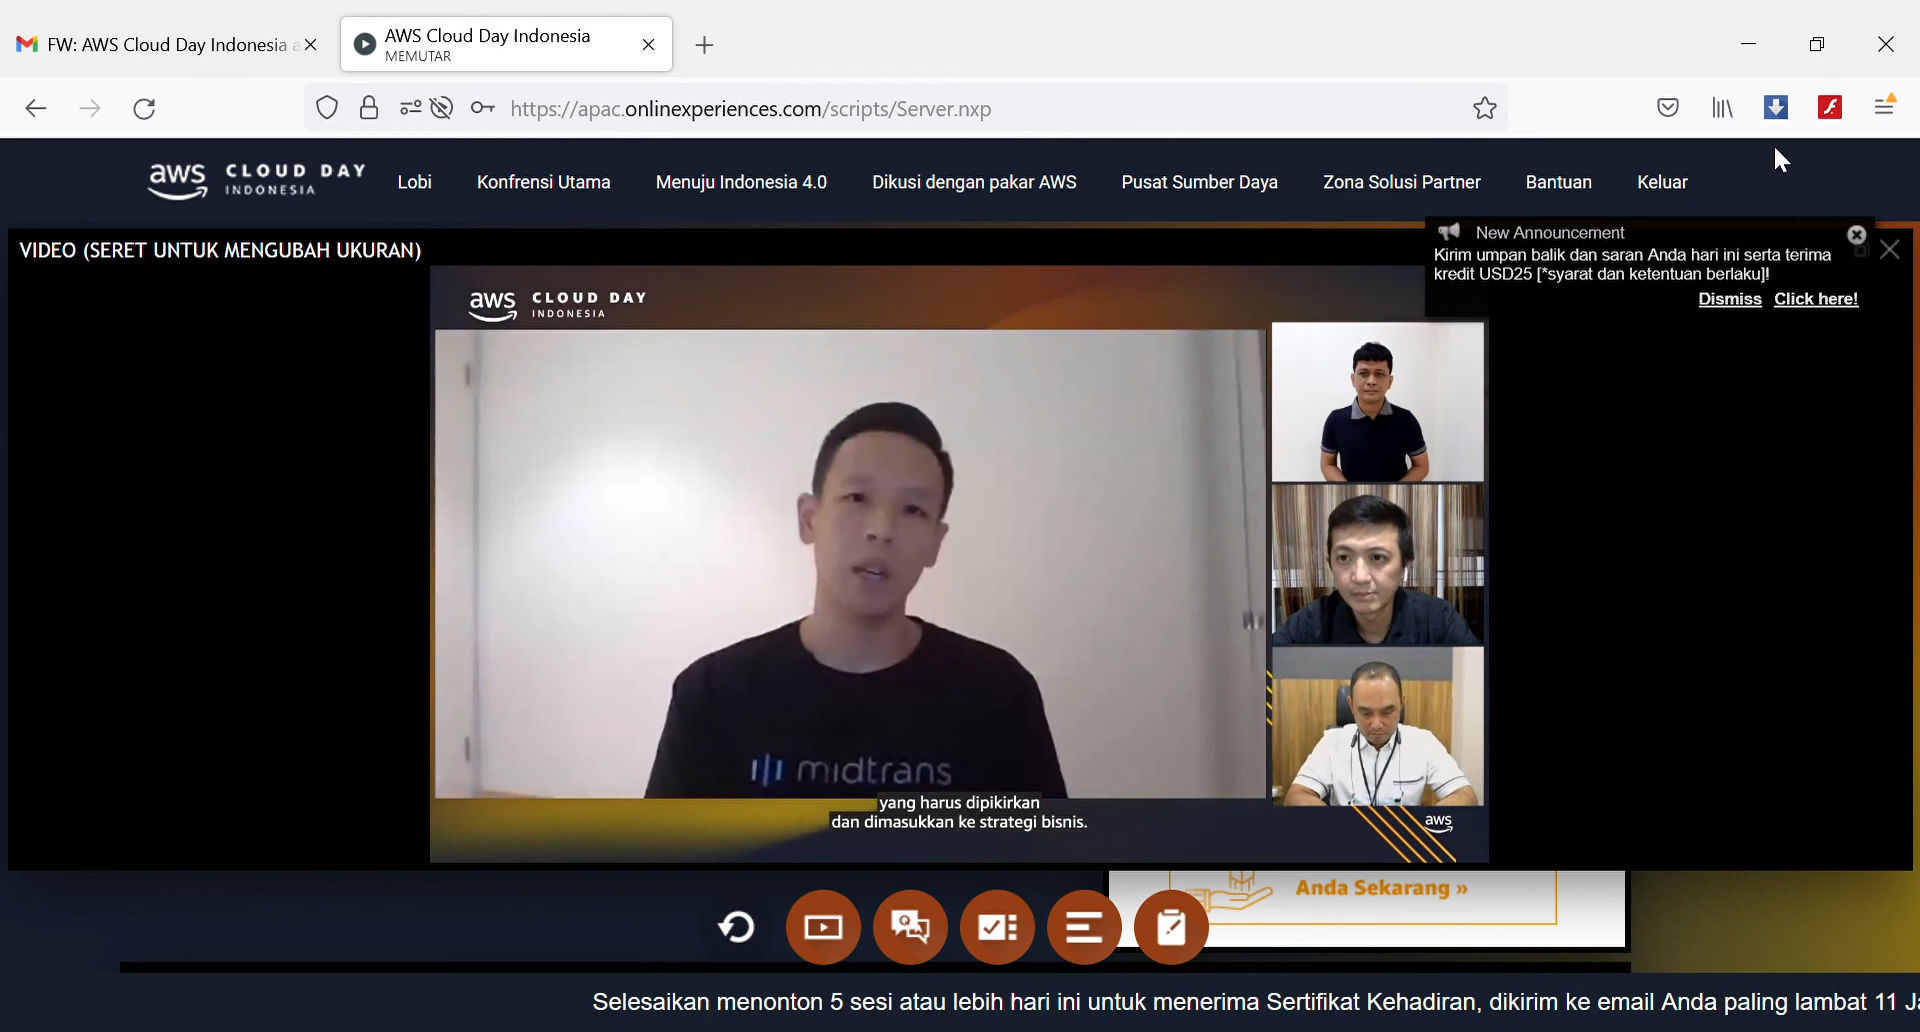 FW: AWS Cloud Day Indonesia a
AWS Cloud Day Indonesia
MEMUTAR
https://apac.onlinexperiences.com/scripts/Server.nxp
aws CLOUD DAY
INDONESIA
Lobi
Konfrensi Utama
Menuju Indonesia 4.0
Dikusi dengan pakar AWS
Pusat Sumber Daya
Zona Solusi Partner
Bantuan
Keluar
New Announcement
Kirim umpan balik dan saran Anda hari ini serta terima
kredit USD25 [*syarat dan ketentuan berlaku]!
Dismiss Click here!
VIDEO (SERET UNTUK MENGUBAH UKURAN)
aws CLOUD DAY
INDONESIA
midtrans
yang harus dipikirkan
dan dimasukkan ke strategi bisnis.
aws
Anda Sekarang »
Q
A
Selesaikan menonton 5 sesi atau lebih hari ini untuk menerima Sertifikat Kehadiran, dikirim ke email Anda paling lambat 11 Ja